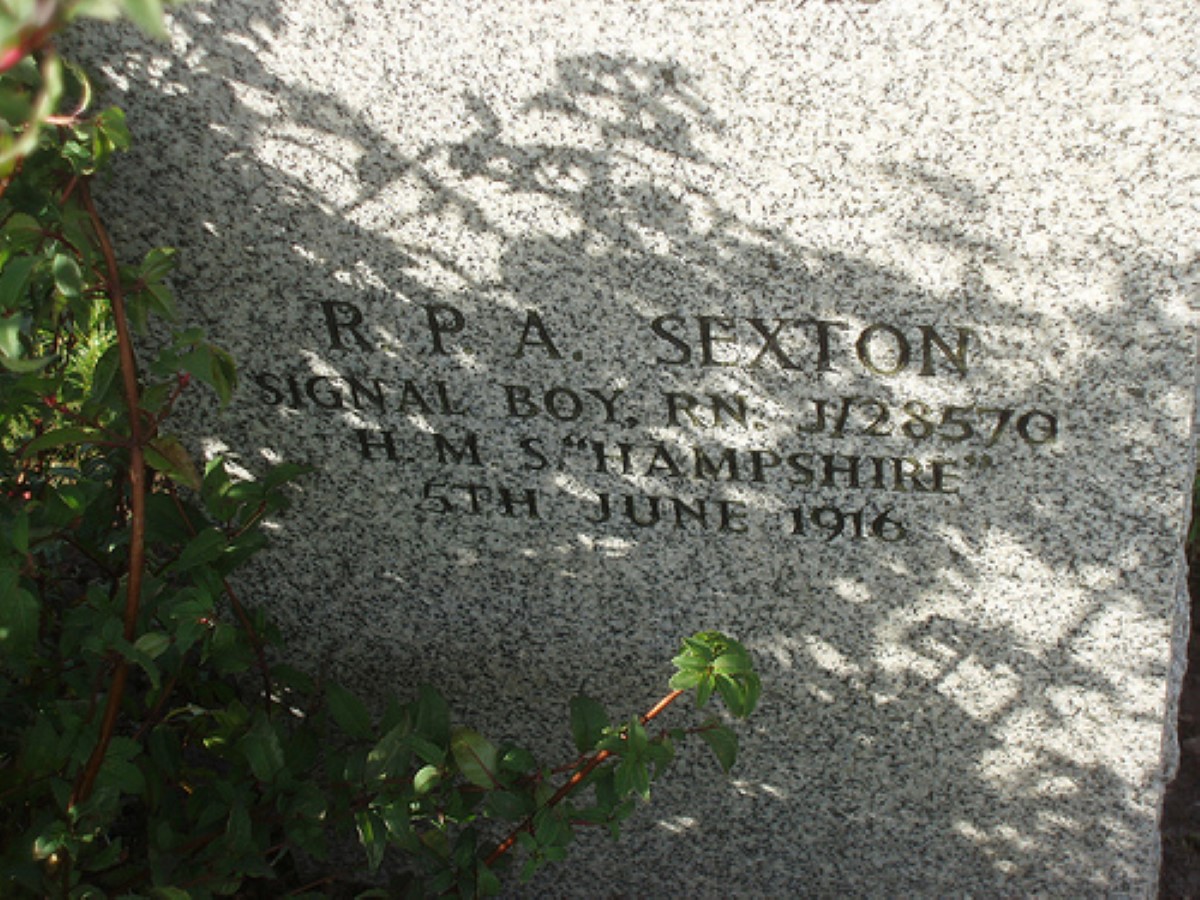 R. P. A. SEXTON
SIGNAL BOY, RN. J/28570
H. M. S. "HAMPSHIRE"
5TH JUNE 1916